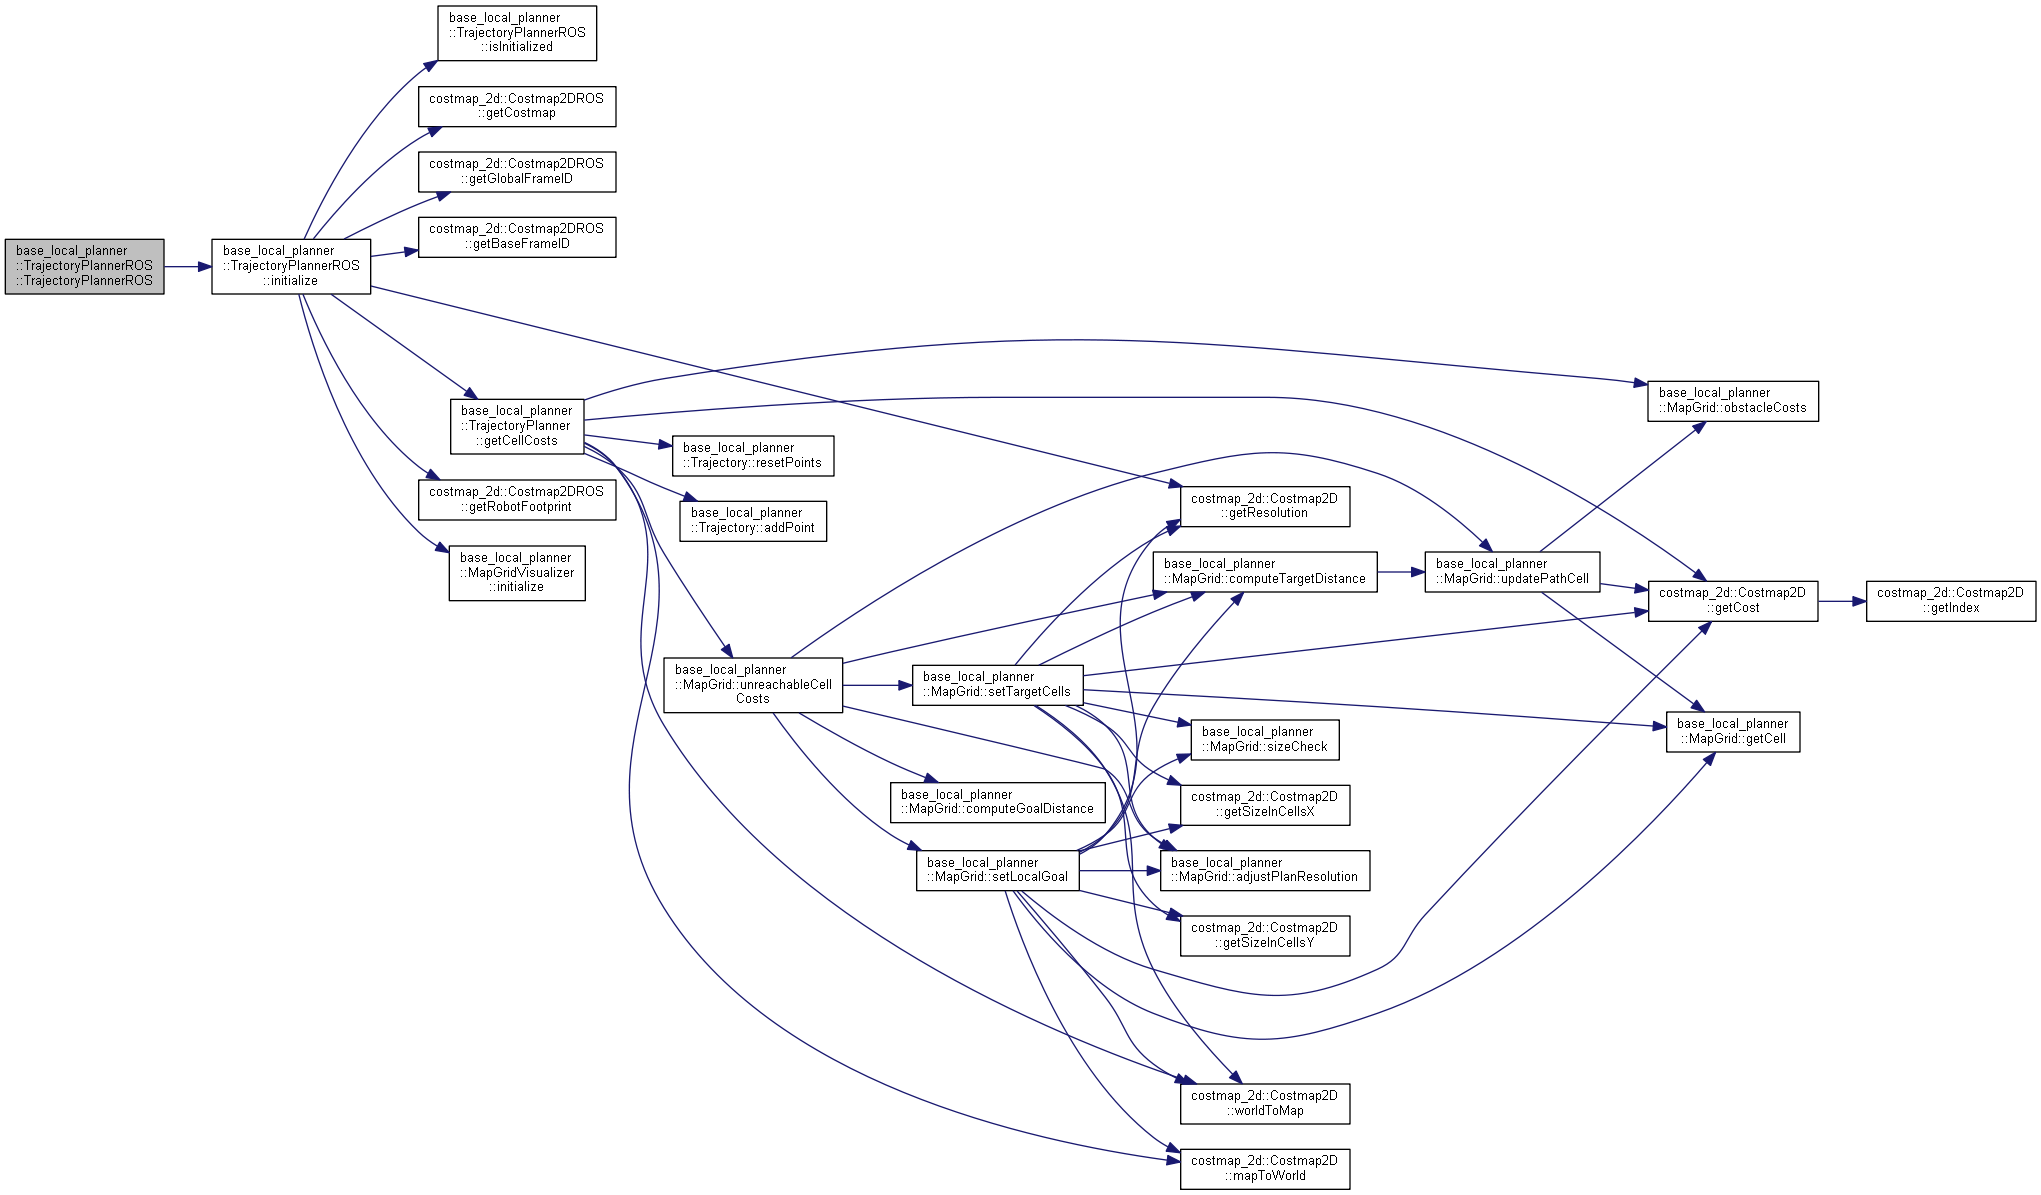 base_local_planner
::TrajectoryPlannerROS
::TrajectoryPlannerROS
base_local_planner
::TrajectoryPlannerROS
::initialize
base_local_planner
::TrajectoryPlannerROS
::isInitialized
costmap_2d::Costmap2DROS
::getCostmap
costmap_2d::Costmap2DROS
::getGlobalFrameID
costmap_2d::Costmap2DROS
::getBaseFrameID
base_local_planner
::TrajectoryPlanner
::getCellCosts
costmap_2d::Costmap2DROS
::getRobotFootprint
base_local_planner
::MapGridVisualizer
::initialize
base_local_planner
::Trajectory::resetPoints
base_local_planner
::Trajectory::addPoint
base_local_planner
::MapGrid::unreachableCell
Costs
base_local_planner
::MapGrid::setTargetCells
base_local_planner
::MapGrid::computeGoalDistance
base_local_planner
::MapGrid::setLocalGoal
costmap_2d::Costmap2D
::getResolution
base_local_planner
::MapGrid::computeTargetDistance
base_local_planner
::MapGrid::sizeCheck
costmap_2d::Costmap2D
::getSizeInCellsX
base_local_planner
::MapGrid::adjustPlanResolution
costmap_2d::Costmap2D
::getSizeInCellsY
costmap_2d::Costmap2D
::worldToMap
costmap_2d::Costmap2D
::mapToWorld
base_local_planner
::MapGrid::updatePathCell
base_local_planner
::MapGrid::obstacleCosts
costmap_2d::Costmap2D
::getCost
base_local_planner
::MapGrid::getCell
costmap_2d::Costmap2D
::getIndex